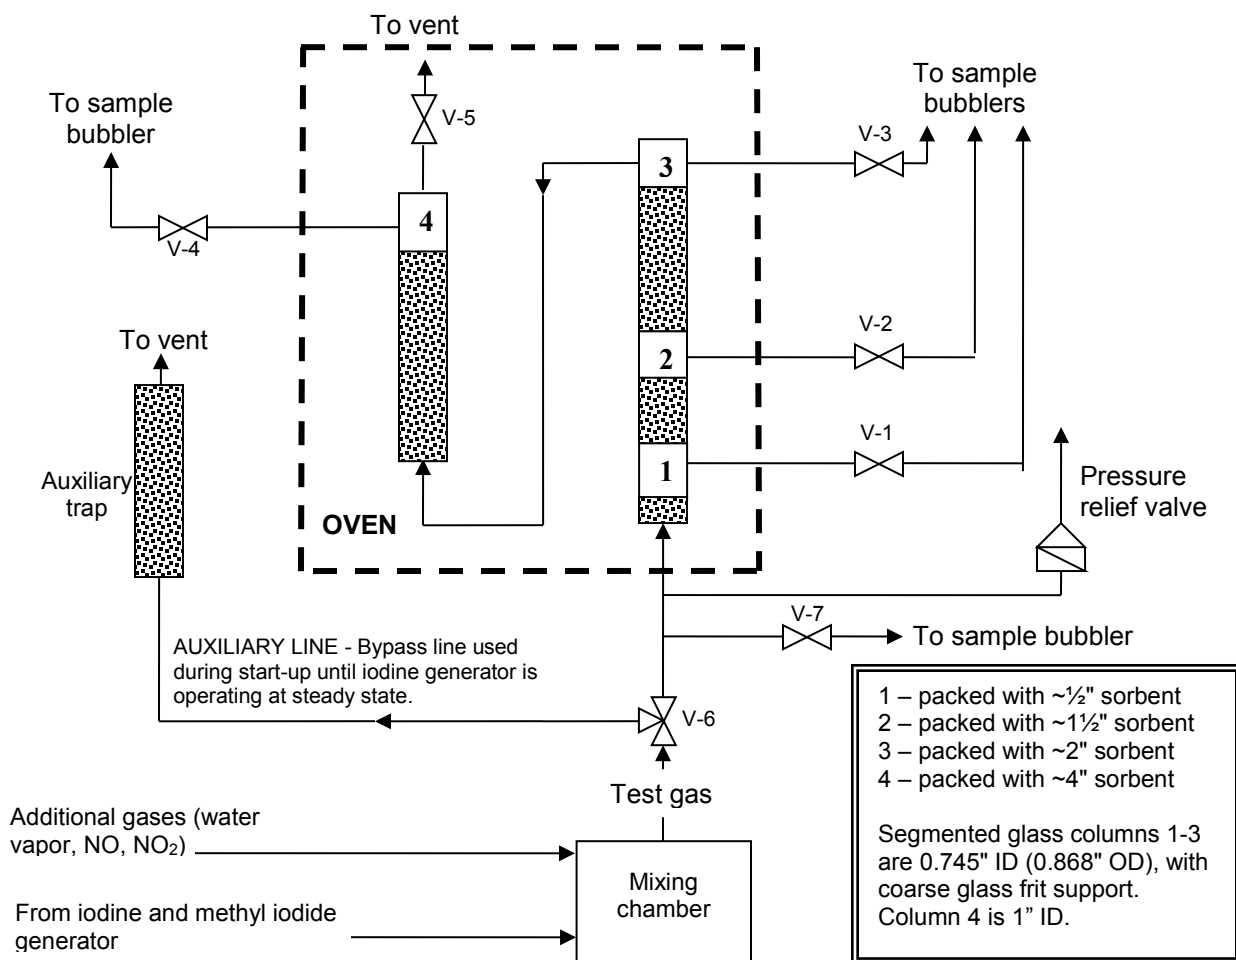 To vent
To sample
bubbler
V-5
To sample
bubblers
V-3
3
4
V-4
V-2
2
To vent
V-1
1
Auxiliary
trap
Pressure
relief valve
OVEN
V-7
To sample bubbler
AUXILIARY LINE - Bypass line used
during start-up until iodine generator is
operating at steady state.
V-6
1 – packed with ~½" sorbent
2 – packed with ~1½" sorbent
3 – packed with ~2" sorbent
4 – packed with ~4" sorbent
Segmented glass columns 1-3
are 0.745" ID (0.868" OD), with
coarse glass frit support.
Column 4 is 1” ID.
Test gas
Additional gases (water
vapor, NO, NO₂)
Mixing
chamber
From iodine and methyl iodide
generator